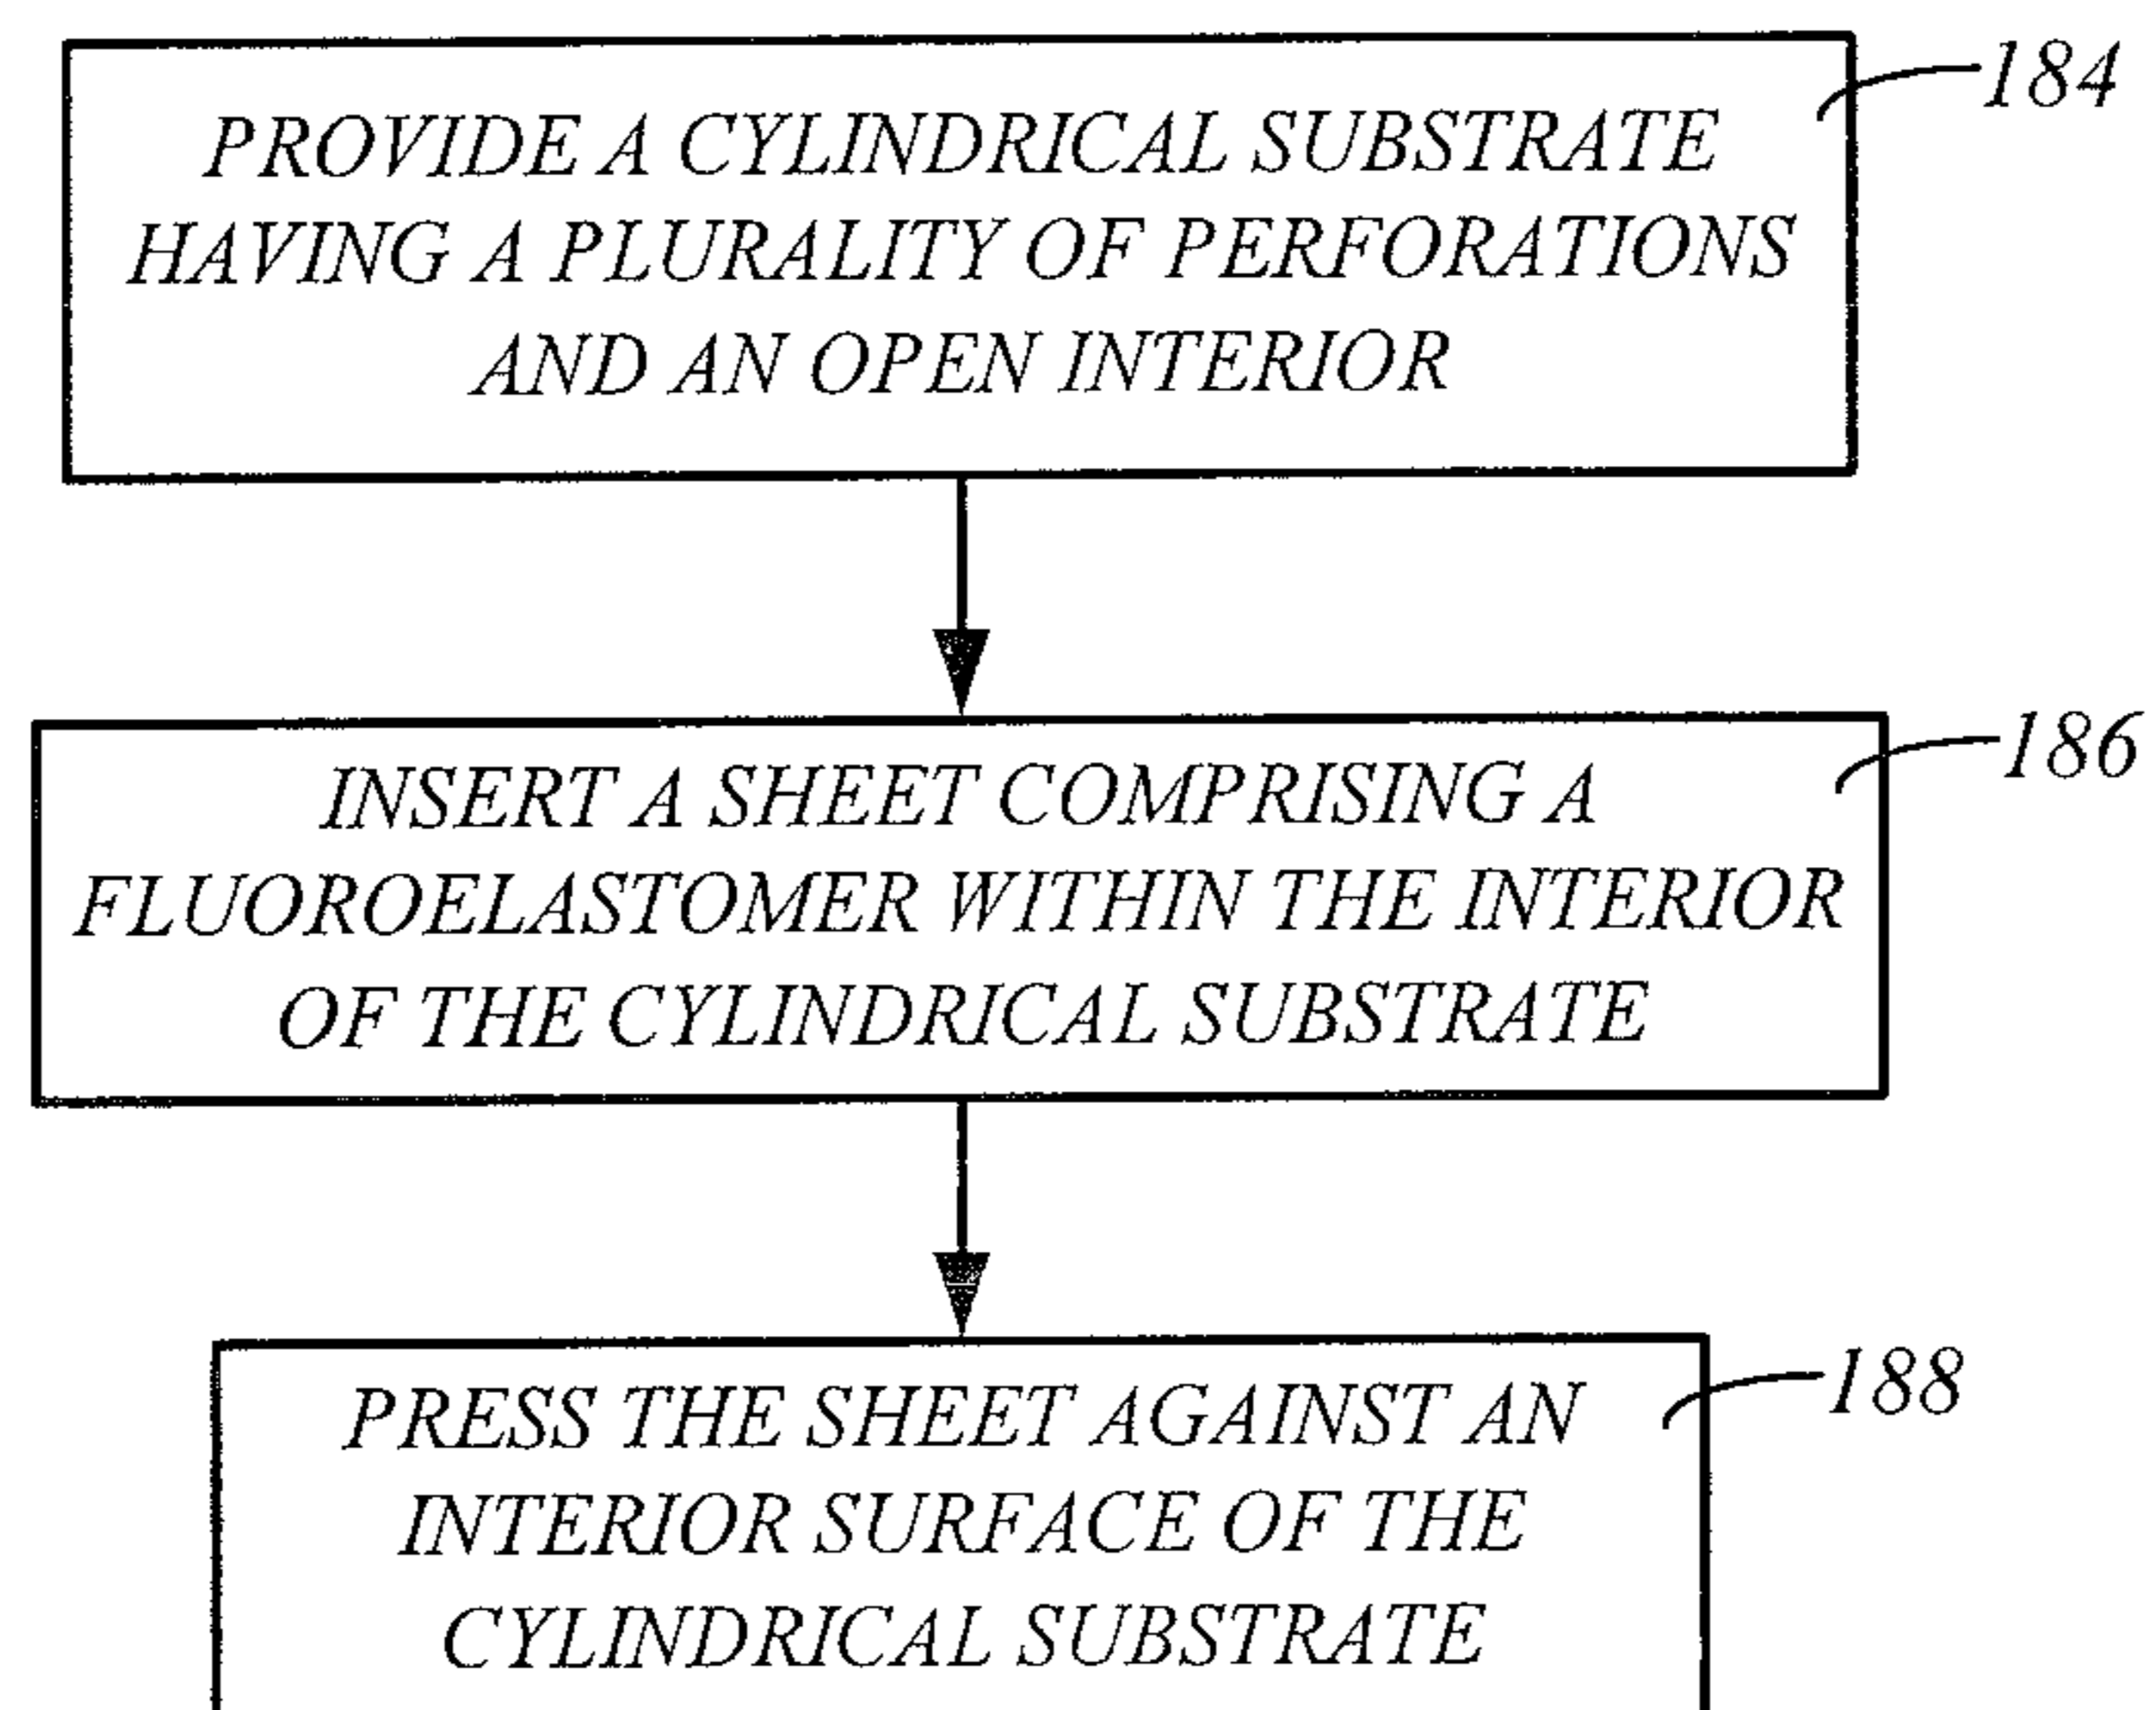 184
PROVIDE A CYLINDRICAL SUBSTRATE
HAVING A PLURALITY OF PERFORATIONS
AND AN OPEN INTERIOR
186
INSERT A SHEET COMPRISING A
FLUOROELASTOMER WITHIN THE INTERIOR
OF THE CYLINDRICAL SUBSTRATE
188
PRESS THE SHEET AGAINST AN
INTERIOR SURFACE OF THE
CYLINDRICAL SUBSTRATE